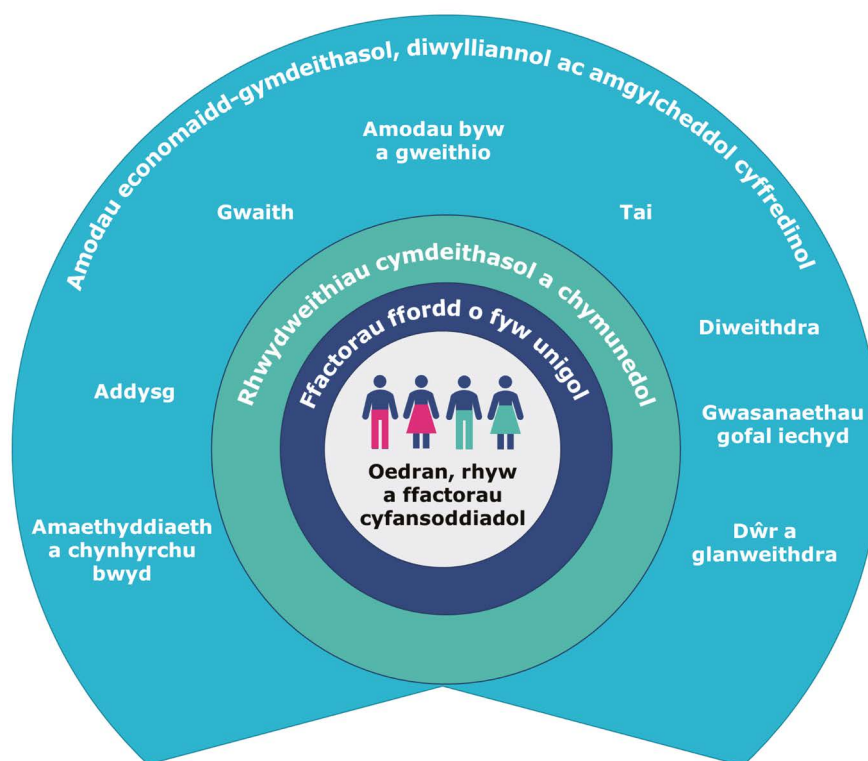 Amodau economaidd-gymdeithasol, diwylliannol ac amgylcheddol cyffredinol
Amodau byw
a gweithio
Gwaith
Tai
Diweithdra
Addysg
Gwasanaethau
gofal iechyd
Amaethyddiaeth
a chynhyrchu
bwyd
Dŵr a
glanweithdra
Rhwydweithiau cymdeithasol a chymunedol
Ffactorau ffordd o fyw unigol
Oedran, rhyw
a ffactorau
cyfansoddiadol